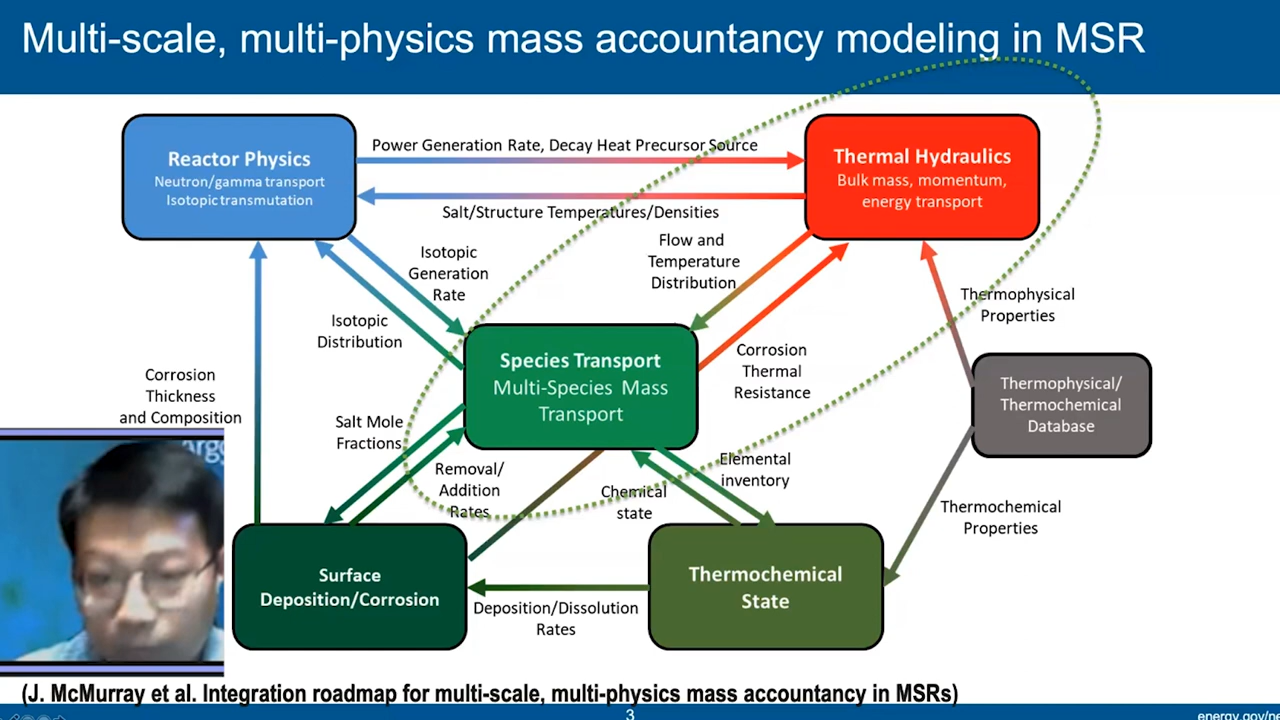 Multi-scale, multi-physics mass accountancy modeling in MSR
Reactor Physics
Neutron/gamma transport
Isotopic transmutation
Power Generation Rate, Decay Heat Precursor Source
Salt/Structure Temperatures/Densities
Thermal Hydraulics
Bulk mass, momentum,
energy transport
Isotopic
Generation
Rate
Flow and
Temperature
Distribution
Isotopic
Distribution
Thermophysical
Properties
Species Transport
Multi-Species Mass
Transport
Corrosion
Thermal
Resistance
Corrosion
Thickness
and Composition
Thermophysical/
Thermochemical
Database
Salt Mole
Fractions
Removal/
Addition
Rates
Chemical
state
Elemental
inventory
Thermochemical
Properties
Surface
Deposition/Corrosion
Deposition/Dissolution
Rates
Thermochemical
State
(J. McMurray et al. Integration roadmap for multi-scale, multi-physics mass accountancy in MSRs)
3